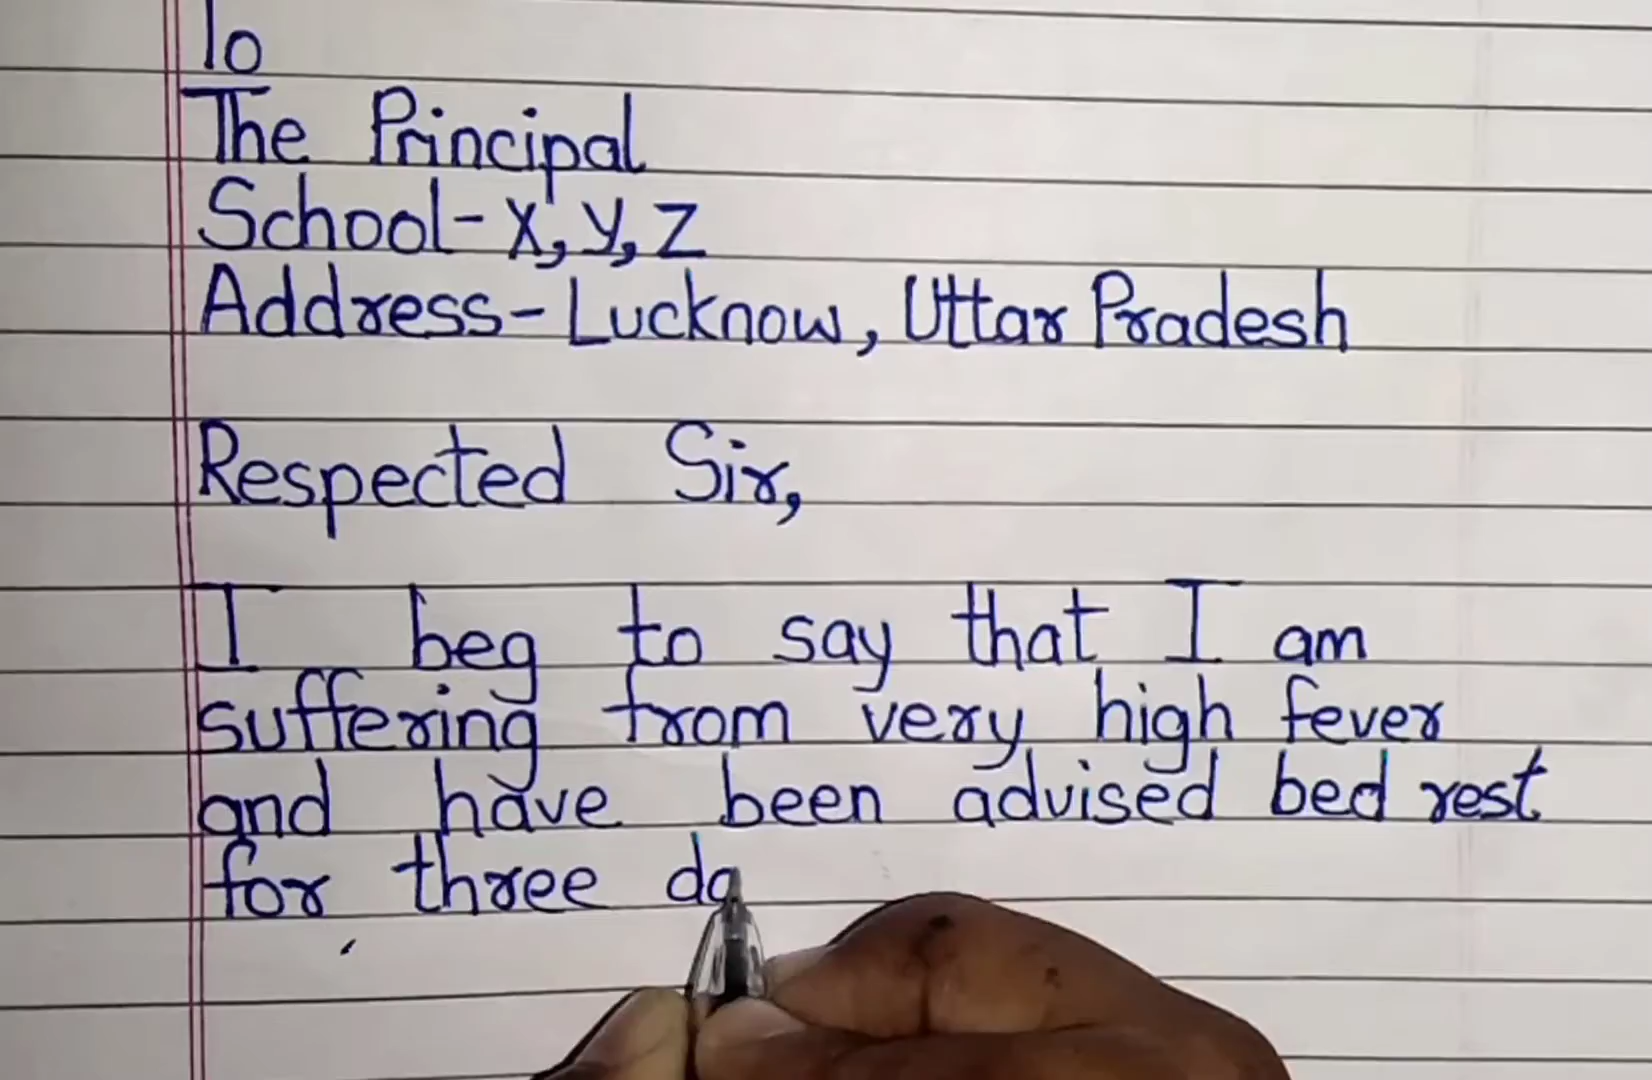 To
The Principal
School-X, Y, Z
Address-Lucknow, Uttar Pradesh
Respected Sir,
I beg to say that I am
suffering from very high fever
and have been advised bed rest
for three da